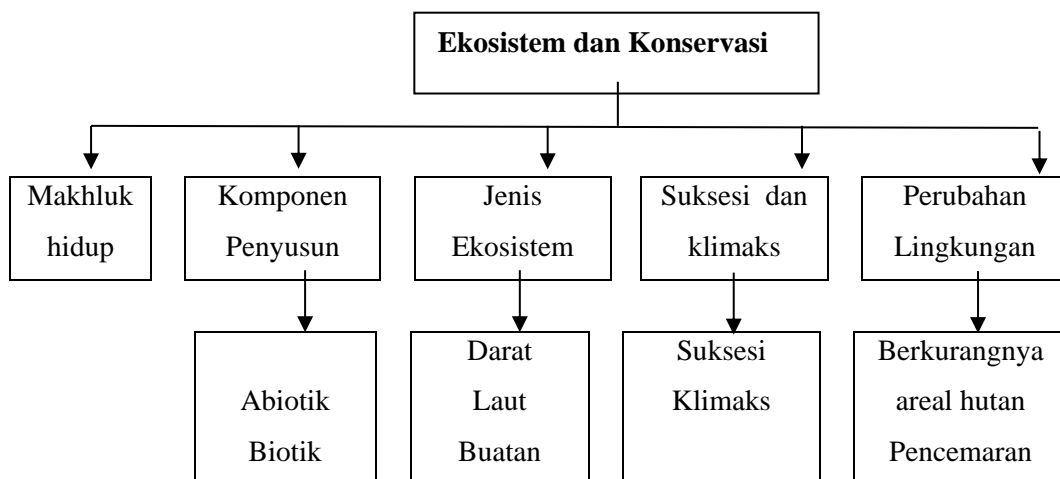 Ekosistem dan Konservasi
Makhluk
hidup
Komponen
Penyusun
Jenis
Ekosistem
Suksesi dan
klimaks
Perubahan
Lingkungan
Abiotik
Biotik
Darat
Laut
Buatan
Suksesi
Klimaks
Berkurangnya
areal hutan
Pencemaran